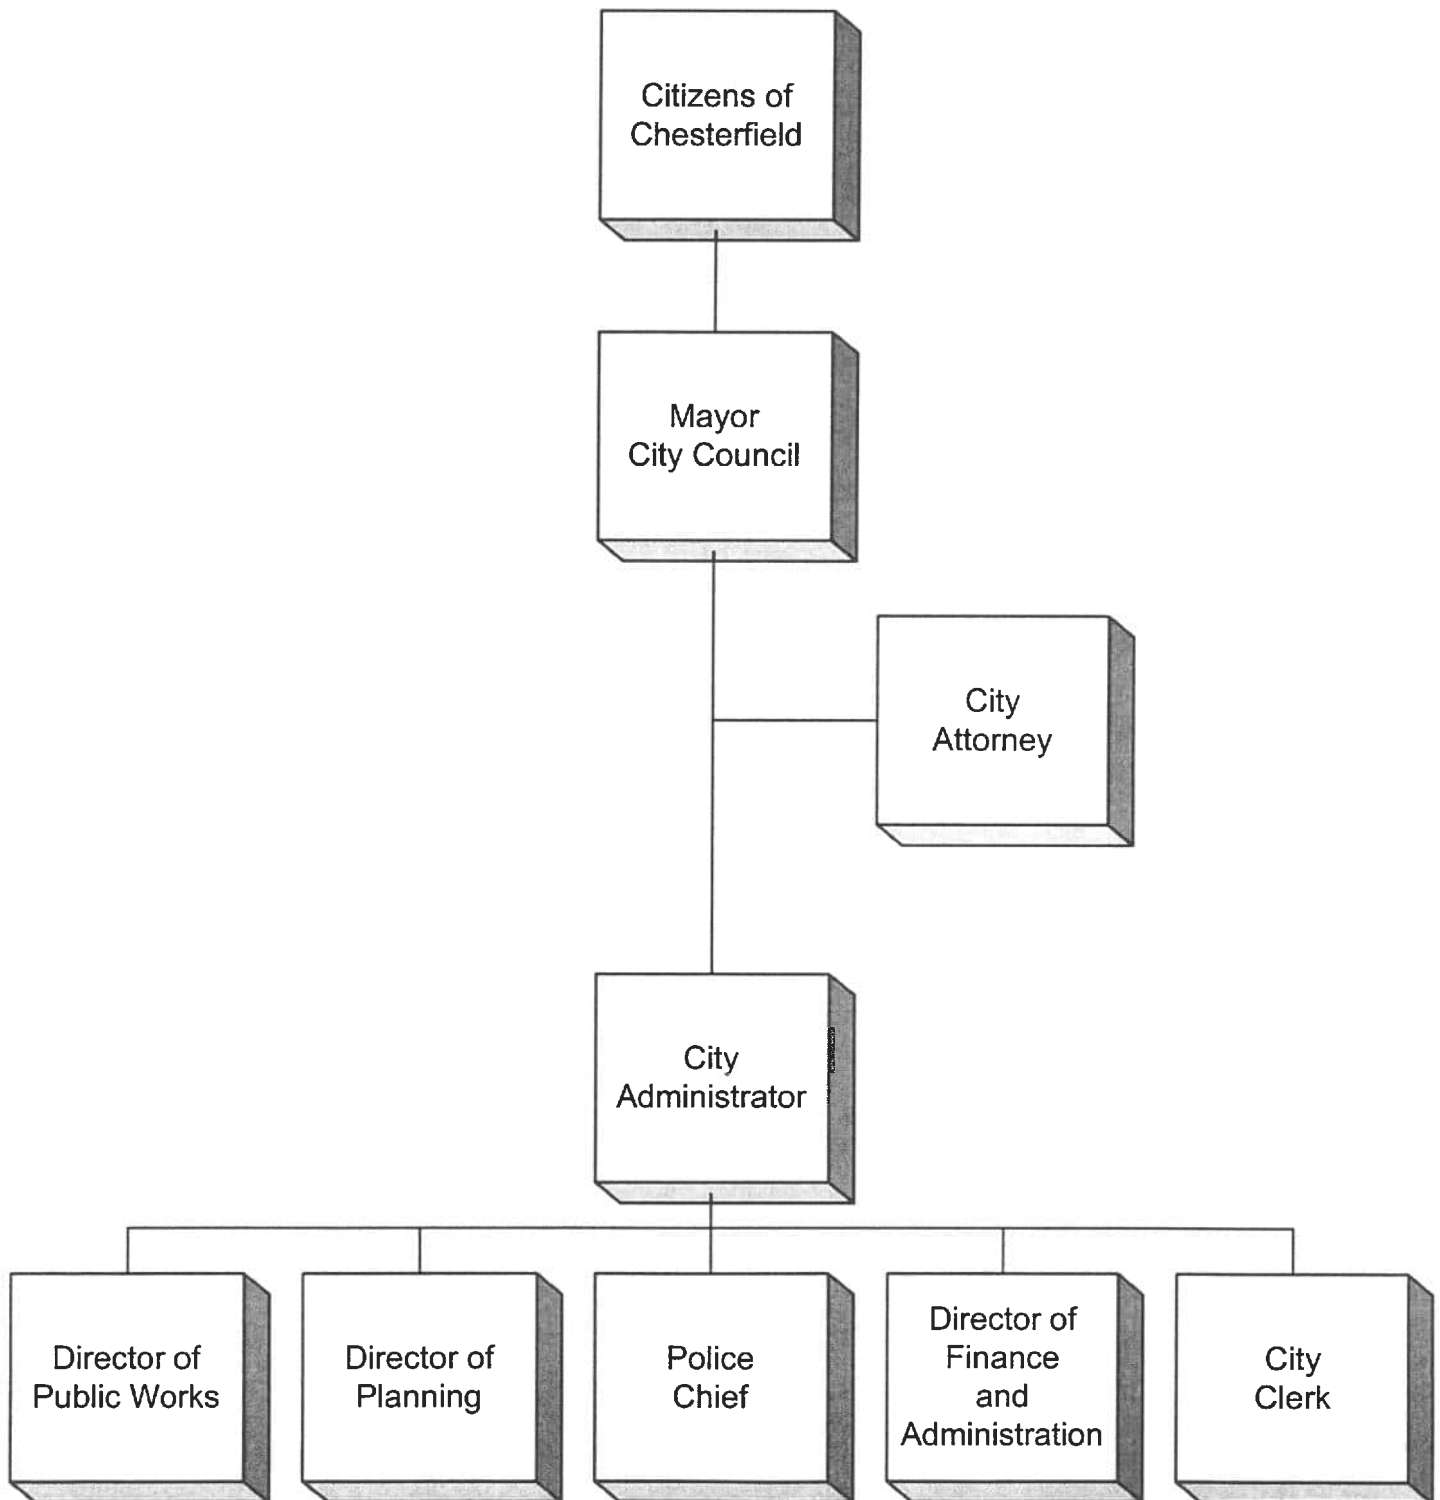 Citizens of
Chesterfield
Mayor
City Council
City
Attorney
City
Administrator
Director of
Public Works
Director of
Planning
Police
Chief
Director of
Finance
and
Administration
City
Clerk